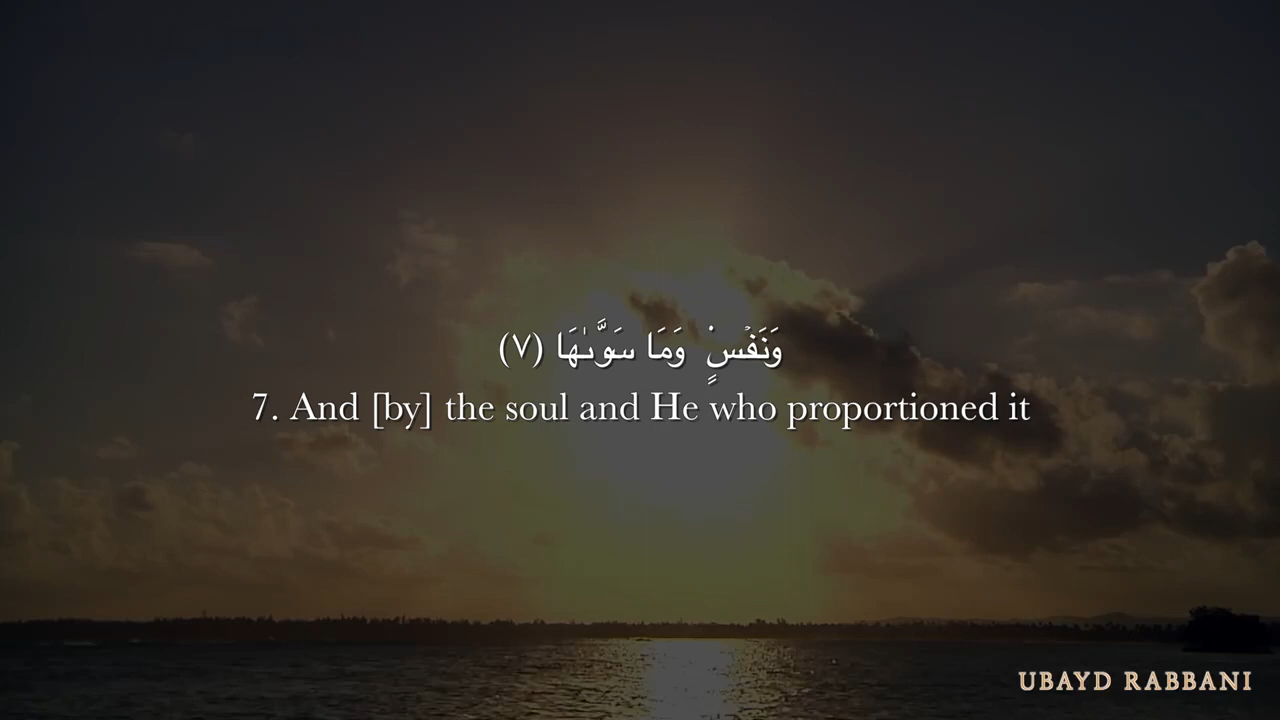 وَنَفۡسٍۢ وَمَا سَوَّىٰهَا (٧)
7. And [by] the soul and He who proportioned it
UBAYD RABBANI